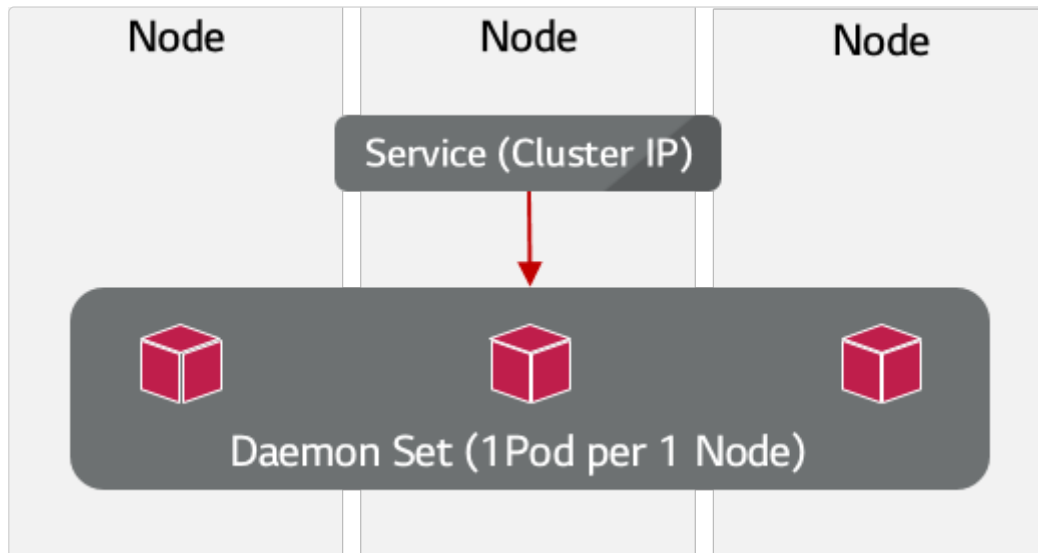 Node
Node
Node
Service (Cluster IP)
Daemon Set (1Pod per 1 Node)